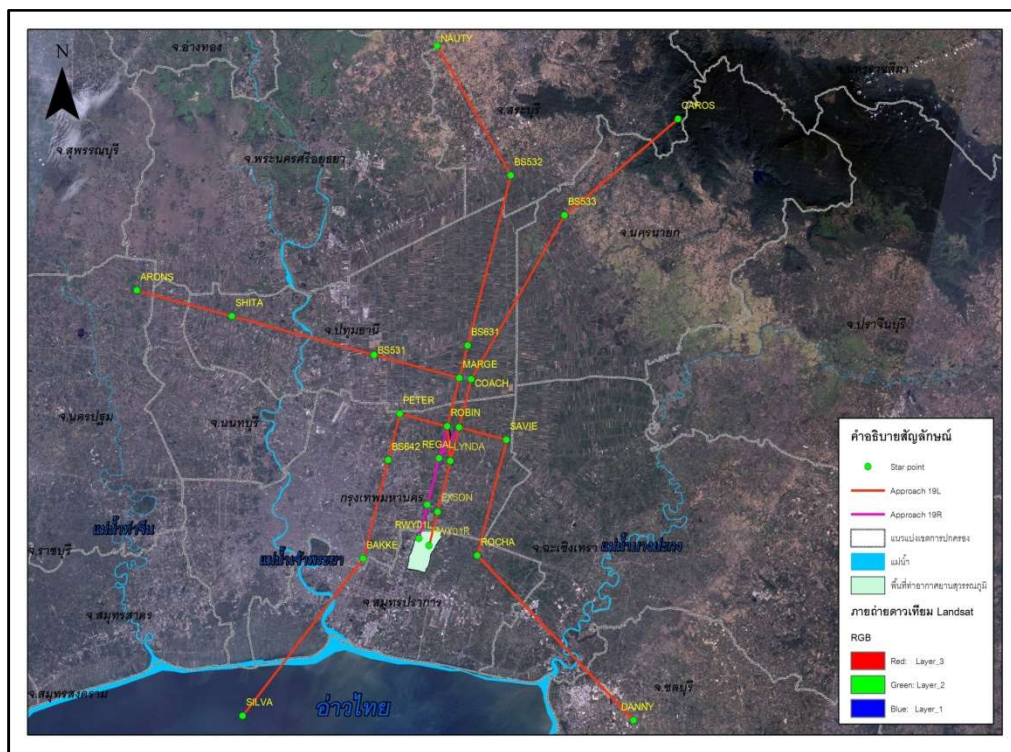 NAUTY
N
จ.อ่างทอง
จ.นครราชสีมา
จ.สระบุรี
CAROS
จ.สุพรรณบุรี
จ.พระนครศรีอยุธยา
BS532
BS533
จ.นครนายก
ARDNS
SHITA
จ.ปทุมธานี
BS631
จ.ปราจีนบุรี
BS531
MARGE
COACH
จ.นครปฐม
จ.นนทบุรี
PETER
ROBIN
SAVIE
BS642
REGAL
LYNDA
กรุงเทพมหานคร
EXSON
แม่น้ำท่าจีน
RWY01L
RWY01R
แม่น้ำบางปะกง
จ.ราชบุรี
แม่น้ำเจ้าพระยา
BAKKE
ROCHA
จ.ฉะเชิงเทรา
จ.สมุทรสาคร
จ.สมุทรปราการ
จ.สมุทรสงคราม
SILVA
อ่าวไทย
จ.ชลบุรี
DANNY
คำอธิบายสัญลักษณ์
Star point
Approach 19L
Approach 19R
แนวแบ่งเขตการปกครอง
แม่น้ำ
พื้นที่ท่าอากาศยานสุวรรณภูมิ
ภายถ่ายดาวเทียม Landsat
RGB
Red: Layer_3
Green: Layer_2
Blue: Layer_1